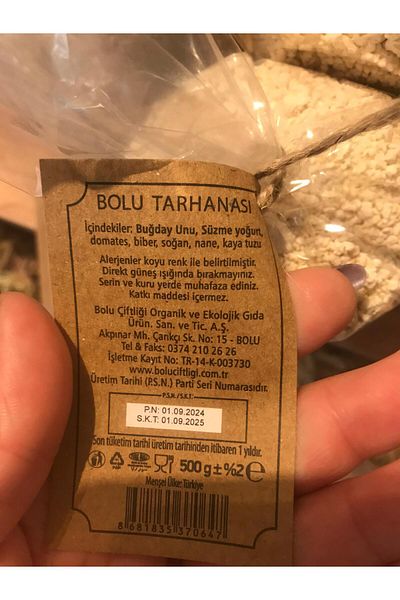 BOLU TARHANASI
İçindekiler: Buğday Unu, Süzme yoğurt,
domates, biber, soğan, nane, kaya tuzu
Alerjenler koyu renk ile belirtilmiştir.
Direkt güneş ışığında bırakmayınız.
Serin ve kuru yerde muhafaza ediniz.
Katkı maddesi içermez.
Bolu Çiftliği Organik ve Ekolojik Gıda
Ürün. San. ve Tic. A.Ş.
Akpınar Mh. Çarıkçı Sk. No: 15 - BOLU
Tel & Faks: 0374 210 26 26
İşletme Kayıt No: TR-14-K-003730
www.boluciftligi.com.tr
Üretim Tarihi (P.S.N.) Parti Seri Numarasıdır.
P.S.N./S.K.T.
P.N: 01.09.2024
S.K.T: 01.09.2025
Son tüketim tarihi üretim tarihinden itibaren 1 yıldır.
500 g ± %2 e
Menşei Ülke: Türkiye
8 681835 370647